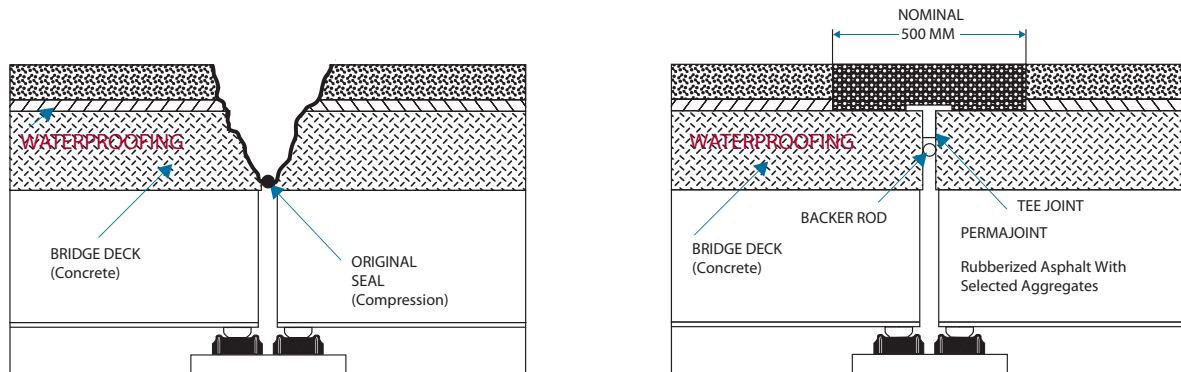 WATERPROOFING
BRIDGE DECK
(Concrete)
ORIGINAL
SEAL
(Compression)
NOMINAL
500 MM
WATERPROOFING
BACKER ROD
TEE JOINT
BRIDGE DECK
(Concrete)
PERMAJOINT
Rubberized Asphalt With
Selected Aggregates